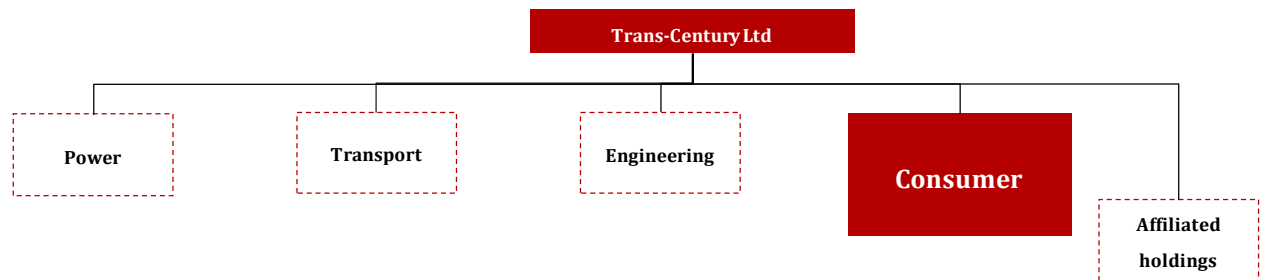 Trans-Century Ltd
Power
Transport
Engineering
Consumer
Affiliated
holdings